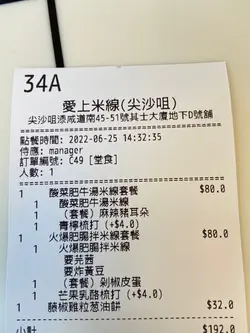 34A
愛上米線(尖沙咀)
尖沙咀漆咸道南45-51號其士大廈地下D號舖
點餐時間: 2022-06-25 14:32:35
侍應: manager
訂單編號: C49 [堂食]
人數: 1
1 酸菜肥牛湯米線套餐 $80.0
1 酸菜肥牛湯米線
1 (套餐) 麻辣豬耳朵
1 青檸梳打 (+$4.0)
1 火爆肥腸拌米線套餐 $80.0
1 火爆肥腸拌米線
要芫茜
要炸黃豆
1 (套餐) 剁椒皮蛋
1 芒果乳酪梳打 (+$4.0)
1 藤椒雞粒葱油餅 $32.0
小計 $192.0